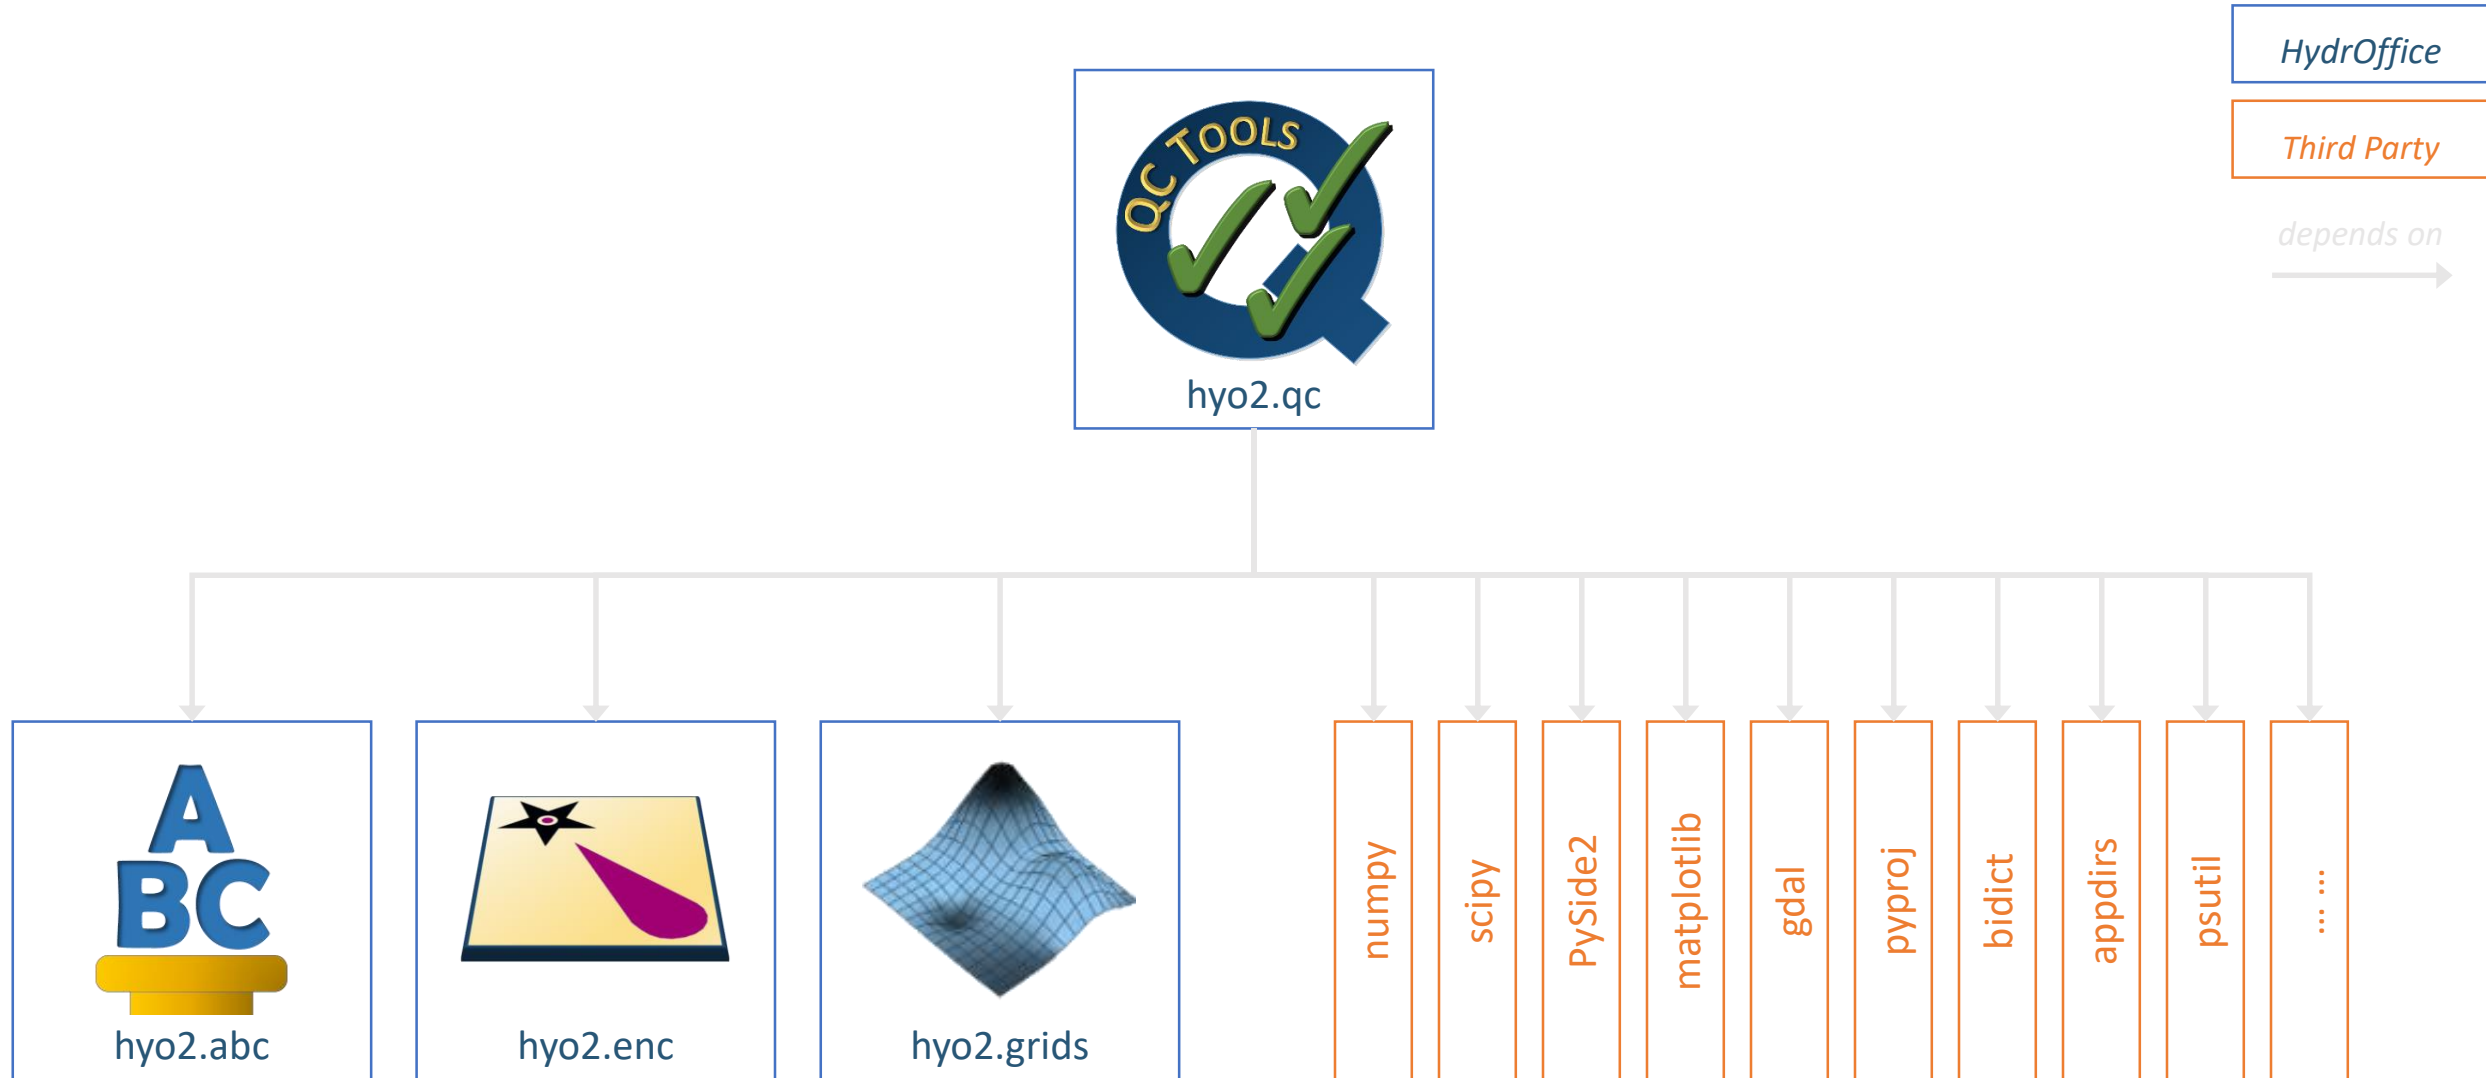 HydrOffice
Third Party
depends on
QC TOOLS
hyo2.qc
A
BC
hyo2.abc
hyo2.enc
hyo2.grids
numpy
scipy
PySide2
matplotlib
gdal
pyproj
bidict
appdirs
psutil
... ...